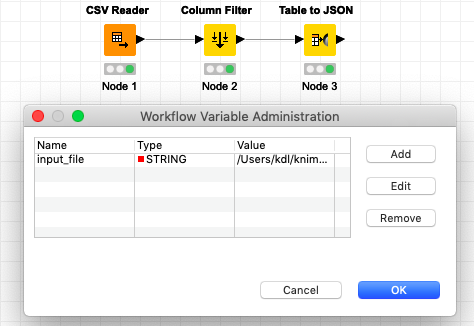 CSV Reader Column Filter Table to JSON
Node 1 Node 2 Node 3
Workflow Variable Administration
Name Type Value
input_file STRING /Users/kdl/knim...
Add
Edit
Remove
Cancel OK